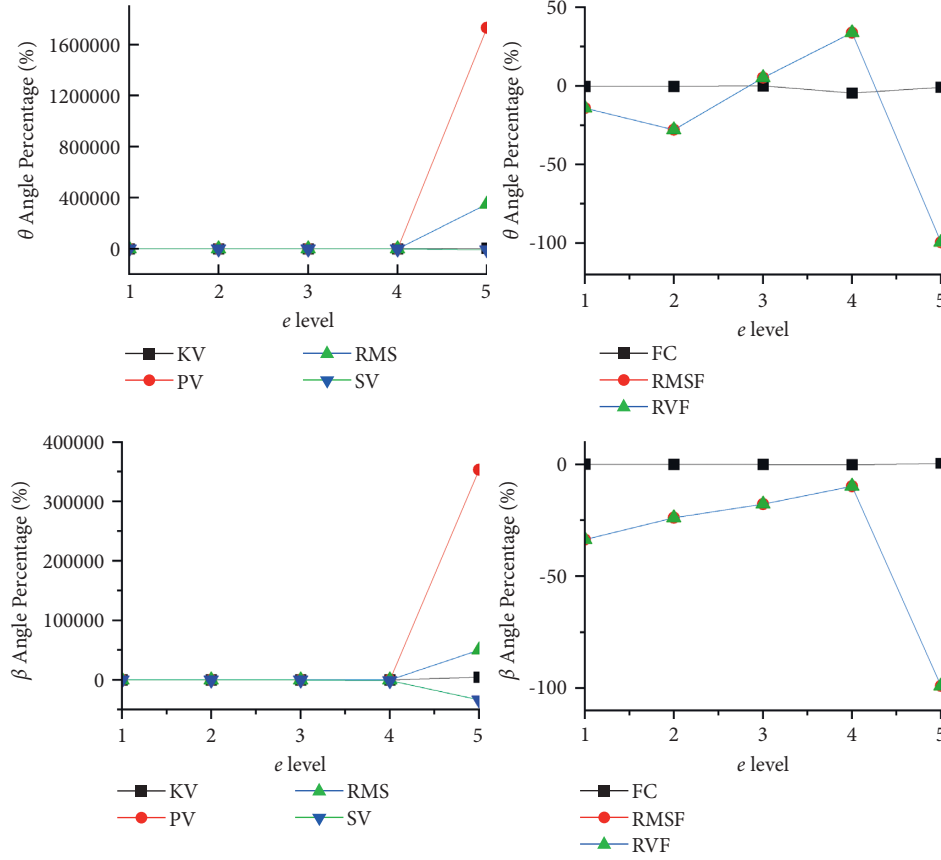 θ Angle Percentage (%)
1600000
1200000
800000
400000
0
1 2 3 4 5
e level
KV RMS
PV SV
θ Angle Percentage (%)
50
0
-50
-100
1 2 3 4 5
e level
FC
RMSF
RVF
β Angle Percentage (%)
400000
300000
200000
100000
0
1 2 3 4 5
e level
KV RMS
PV SV
β Angle Percentage (%)
0
-50
-100
1 2 3 4 5
e level
FC
RMSF
RVF